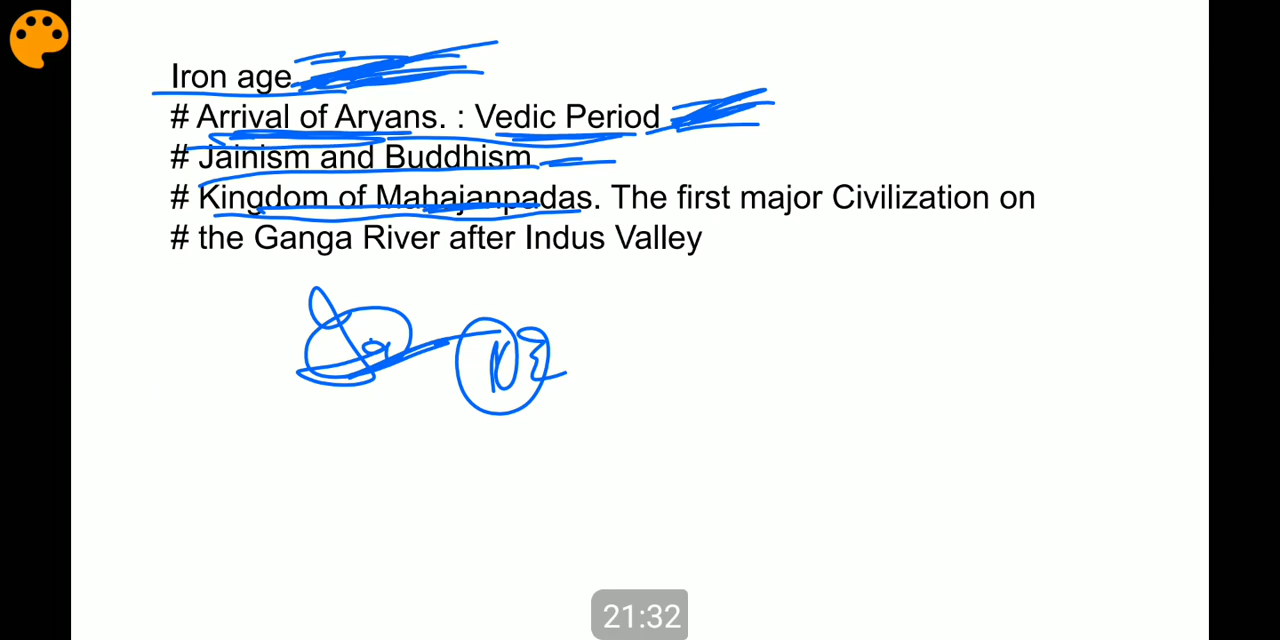 Iron age
# Arrival of Aryans. : Vedic Period
# Jainism and Buddhism
# Kingdom of Mahajanpadas. The first major Civilization on
# the Ganga River after Indus Valley
21:32